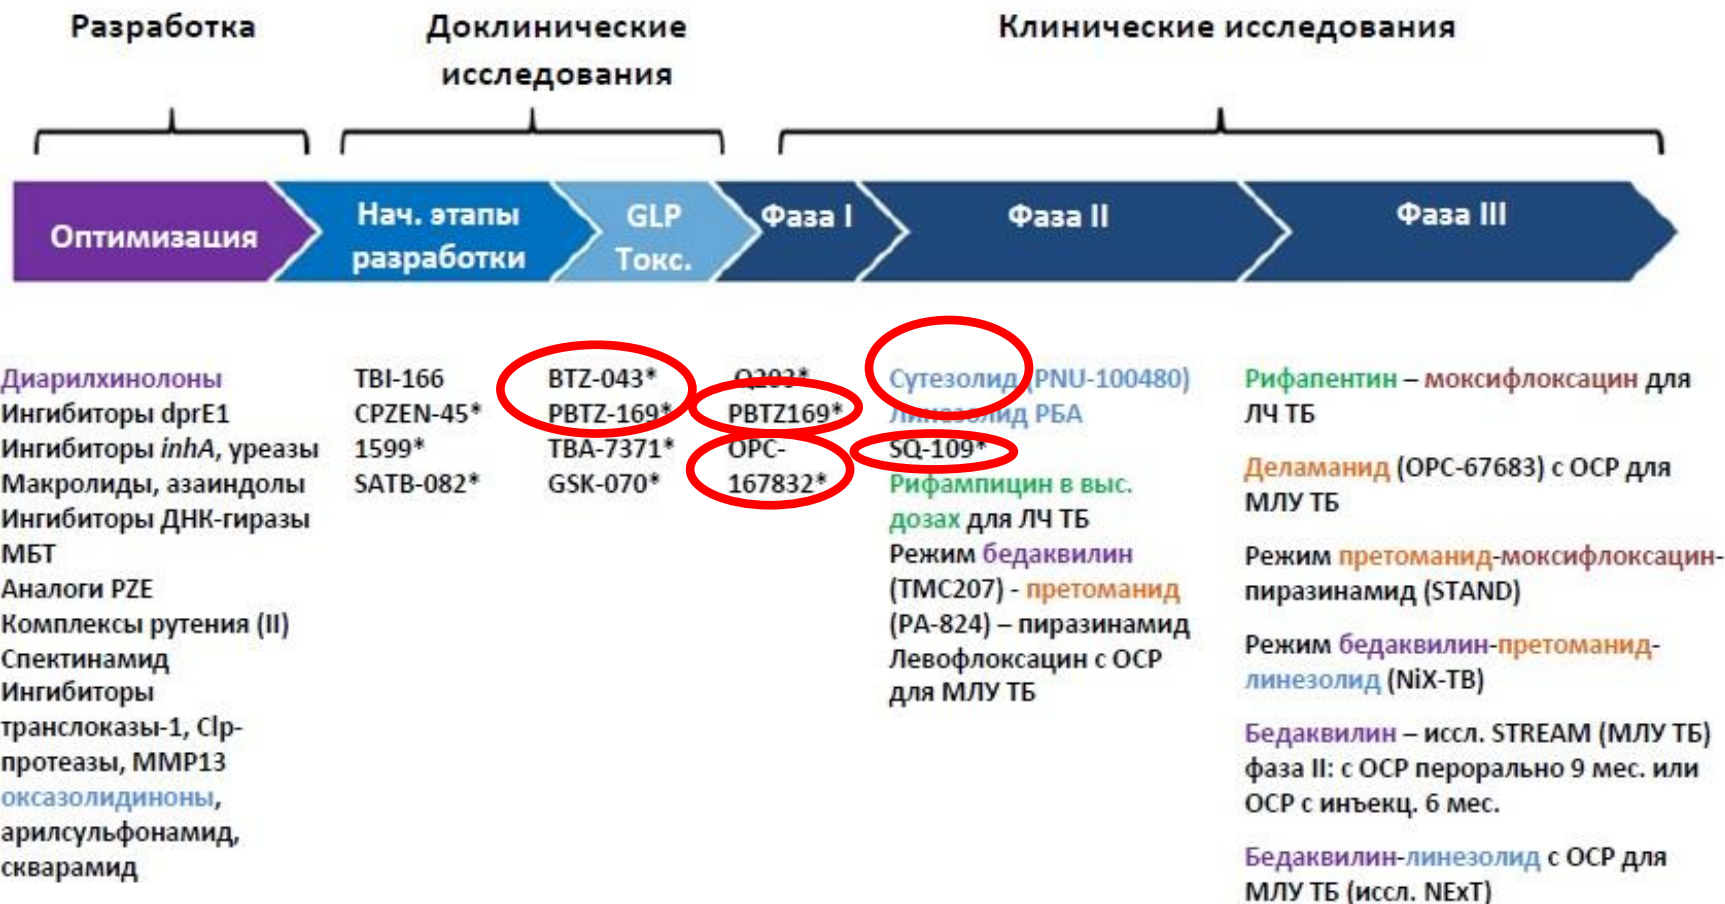 Разработка
Доклинические
исследования
Клинические исследования
Оптимизация
Нач. этапы
разработки
GLP
Токс.
Фаза I
Фаза II
Фаза III
Диарилхинолоны
Ингибиторы dprE1
Ингибиторы inhA, уреазы
Макролиды, азаиндолы
Ингибиторы ДНК-гиразы
МБТ
Аналоги PZE
Комплексы рутения (II)
Спектинамид
Ингибиторы
транслоказы-1, Clp-
протеазы, MMP13
оксазолидиноны,
арилсульфонамид,
скварамид
TBI-166
CPZEN-45*
1599*
SATB-082*
BTZ-043*
PBTZ-169*
TBA-7371*
GSK-070*
Q203*
PBTZ169*
OPC-
167832*
Сутезолид (PNU-100480)
Линезолид РБА
SQ-109*
Рифампицин в выс.
дозах для ЛЧ ТБ
Режим бедаквилин
(TMC207) - претоманид
(PA-824) – пиразинамид
Левофлоксацин с ОСР
для МЛУ ТБ
Рифапентин – моксифлоксацин для
ЛЧ ТБ
Деламанид (OPC-67683) с ОСР для
МЛУ ТБ
Режим претоманид-моксифлоксацин-
пиразинамид (STAND)
Режим бедаквилин-претоманид-
линезолид (NiX-TB)
Бедаквилин – иссл. STREAM (МЛУ ТБ)
фаза II: с ОСР перорально 9 мес. или
ОСР с инъекц. 6 мес.
Бедаквилин-линезолид с ОСР для
МЛУ ТБ (иссл. NExT)